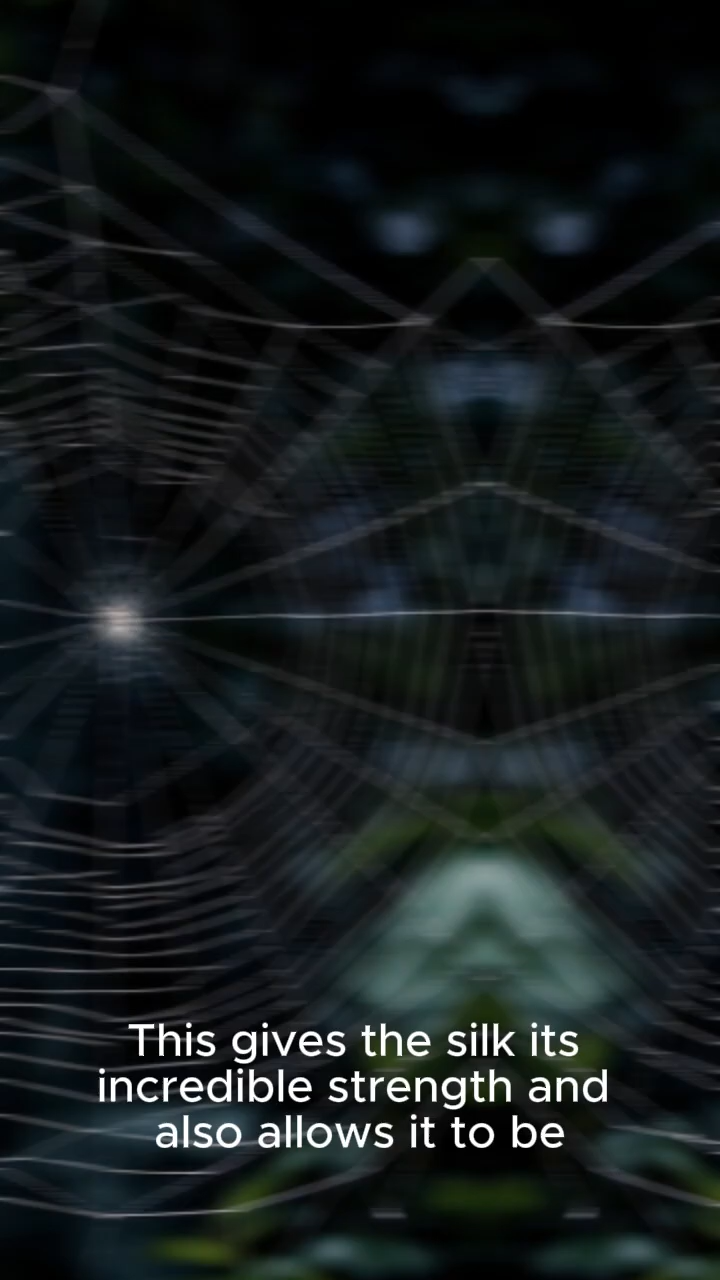 This gives the silk its
incredible strength and
also allows it to be